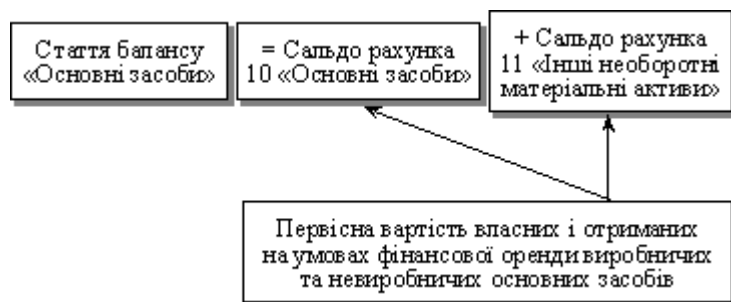 Стаття балансу
«Основні засоби»
= Сальдо рахунка
10 «Основні засоби»
+ Сальдо рахунка
11 «Інші необоротні
матеріальні активи»
Первісна вартість власних і отриманих
на умовах фінансової оренди виробничих
та невиробничих основних засобів